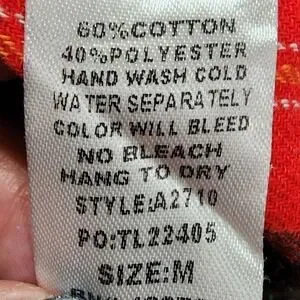 60%COTTON
40%POLYESTER
HAND WASH COLD
WATER SEPARATELY
COLOR WILL BLEED
NO BLEACH
HANG TO DRY
STYLE:A2710
PO:TL22405
SIZE:M